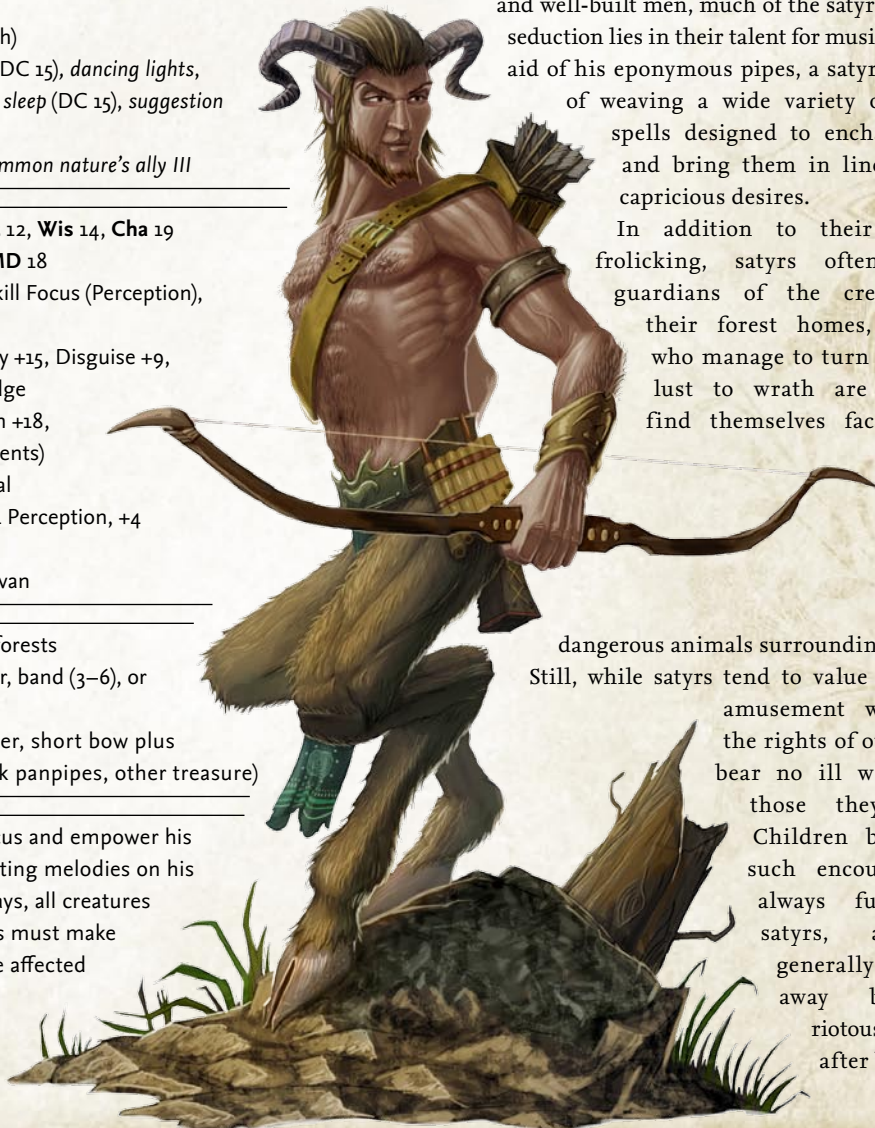 h)
DC 15), dancing lights,
sleep (DC 15), suggestion
mmon nature's ally III
12, Wis 14, Cha 19
MD 18
kill Focus (Perception),
y +15, Disguise +9,
lge
n +18,
ents)
al
Perception, +4
van
forests
r, band (3–6), or
er, short bow plus
k panpipes, other treasure)
cus and empower his
ting melodies on his
ays, all creatures
s must make
e affected
and well-built men, much of the satyr
seduction lies in their talent for musi
aid of his eponymous pipes, a satyr
of weaving a wide variety o
spells designed to ench
and bring them in line
capricious desires.
In addition to their
frolicking, satyrs often
guardians of the cre
their forest homes,
who manage to turn
lust to wrath are
find themselves fac
dangerous animals surroundin
Still, while satyrs tend to value
amusement w
the rights of o
bear no ill w
those they
Children b
such encou
always fu
satyrs, a
generally
away b
riotous
after